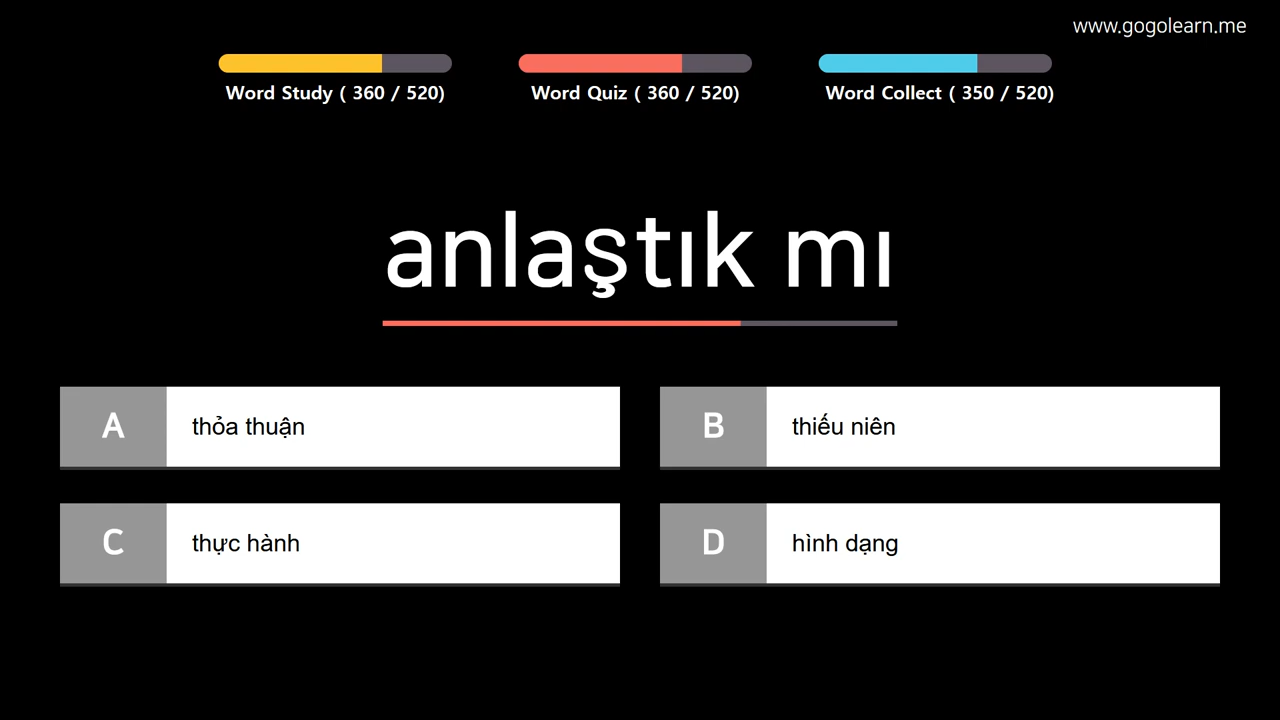 www.gogolearn.me
Word Study ( 360 / 520)
Word Quiz ( 360 / 520)
Word Collect ( 350 / 520)
anlaştık mı
A
thỏa thuận
B
thiếu niên
C
thực hành
D
hình dạng